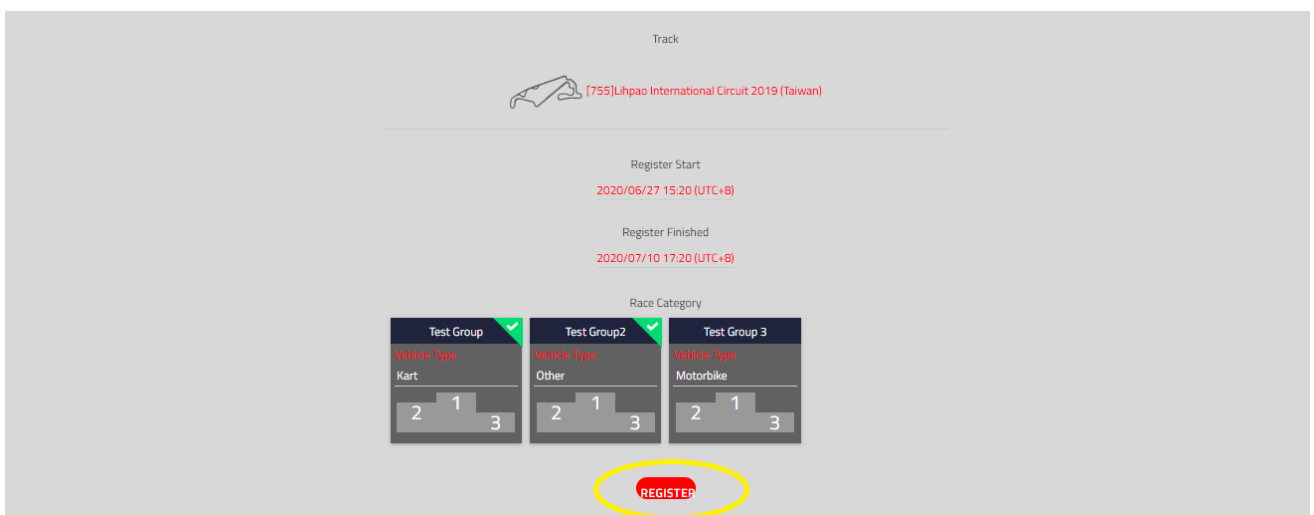 Track
[755]Lihpao International Circuit 2019 (Taiwan)
Register Start
2020/06/27 15:20 (UTC+8)
Register Finished
2020/07/10 17:20 (UTC+8)
Race Category
Test Group
Vehicle Type
Kart
2 1 3
Test Group2
Vehicle Type
Other
2 1 3
Test Group 3
Vehicle Type
Motorbike
2 1 3
REGISTER